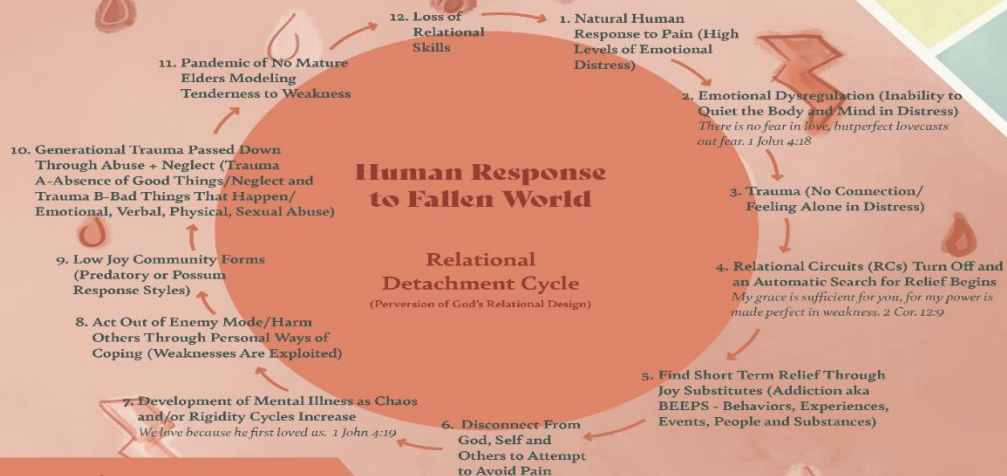 Human Response
to Fallen World
Relational
Detachment Cycle
(Perversion of God's Relational Design)
1. Natural Human
Response to Pain (High
Levels of Emotional
Distress)
2. Emotional Dysregulation (Inability to
Quiet the Body and Mind in Distress)
There is no fear in love, butperfect lovecasts
out fear. 1 John 4:18
3. Trauma (No Connection/
Feeling Alone in Distress)
4. Relational Circuits (RCs) Turn Off and
an Automatic Search for Relief Begins
My grace is sufficient for you, for my power is
made perfect in weakness. 2 Cor. 12:9
5. Find Short Term Relief Through
Joy Substitutes (Addiction aka
BEEPS - Behaviors, Experiences,
Events, People and Substances)
6. Disconnect From
God, Self and
Others to Attempt
to Avoid Pain
7. Development of Mental Illness as Chaos
and/or Rigidity Cycles Increase
We love because he first loved us. 1 John 4:19
8. Act Out of Enemy Mode/Harm
Others Through Personal Ways of
Coping (Weaknesses Are Exploited)
9. Low Joy Community Forms
(Predatory or Possum
Response Styles)
10. Generational Trauma Passed Down
Through Abuse + Neglect (Trauma
A-Absence of Good Things/Neglect and
Trauma B-Bad Things That Happen/
Emotional, Verbal, Physical, Sexual Abuse)
11. Pandemic of No Mature
Elders Modeling
Tenderness to Weakness
12. Loss of
Relational
Skills